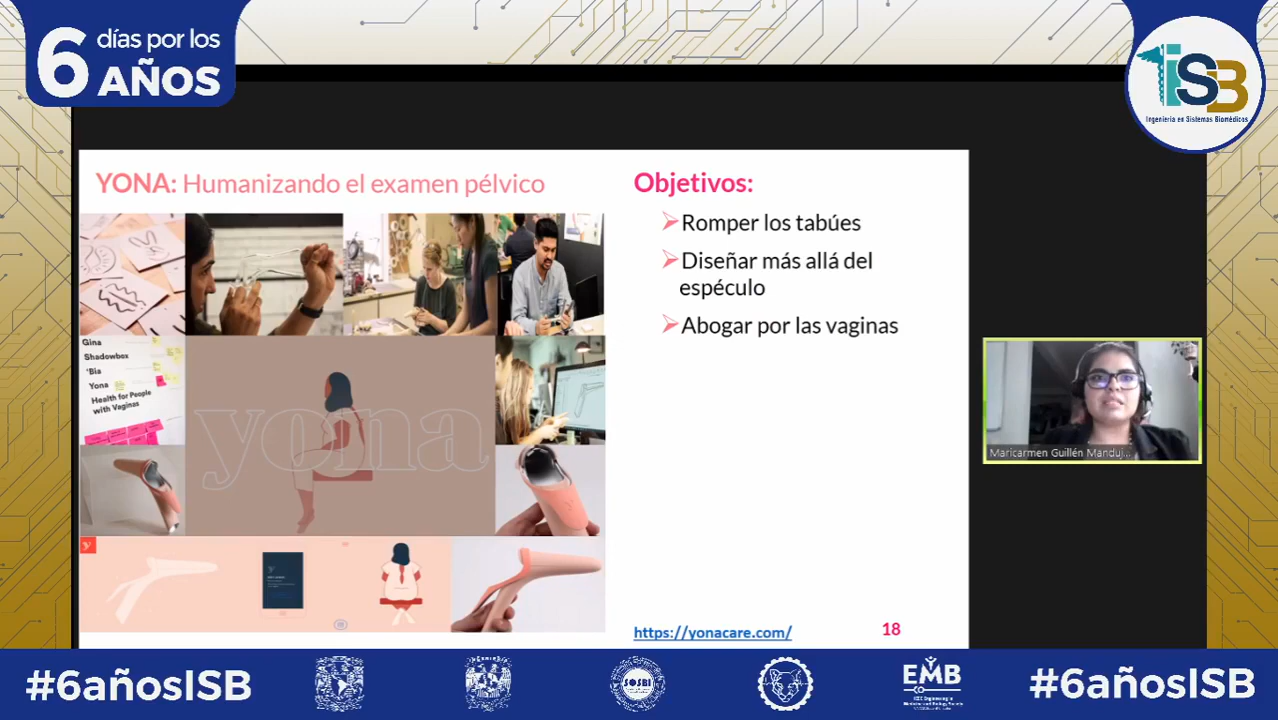 6 días por los
AÑOS
iSB
Ingeniería en Sistemas Biomédicos
YONA: Humanizando el examen pélvico
Objetivos:
Romper los tabúes
Diseñar más allá del
espéculo
Abogar por las vaginas
Gina
Shadowbox
*Bia
Yona
Health for People
with Vaginas
yona
Maricarmen Guillén Manduj...
https://yonacare.com/
18
#6añosISB
SOSBI
EMB
#6añosISB